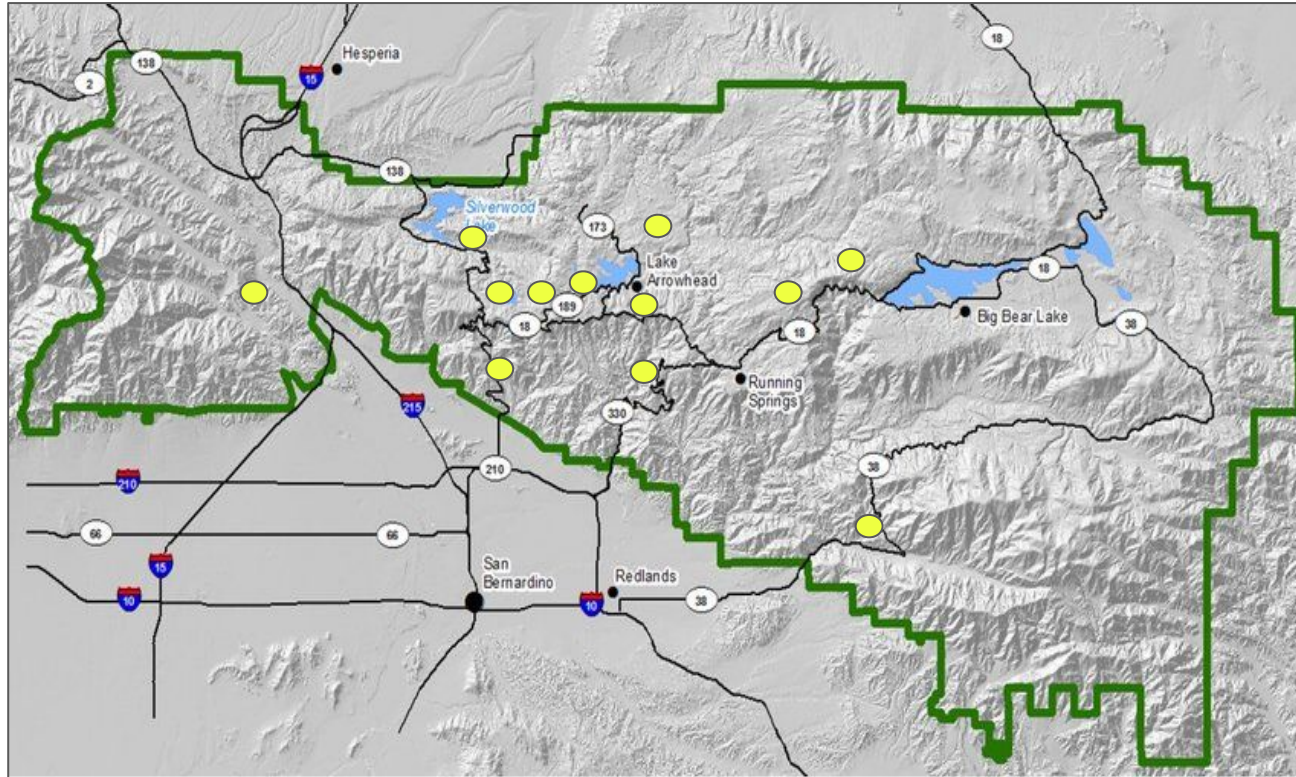 18
138
Hesperia
2
15
138
Silverwood
Lake
173
Lake
Arrowhead
18
189
18
18
Big Bear Lake
38
Running
Springs
215
330
210
38
210
66
66
San
Bernardino
15
Redlands
10
10
38